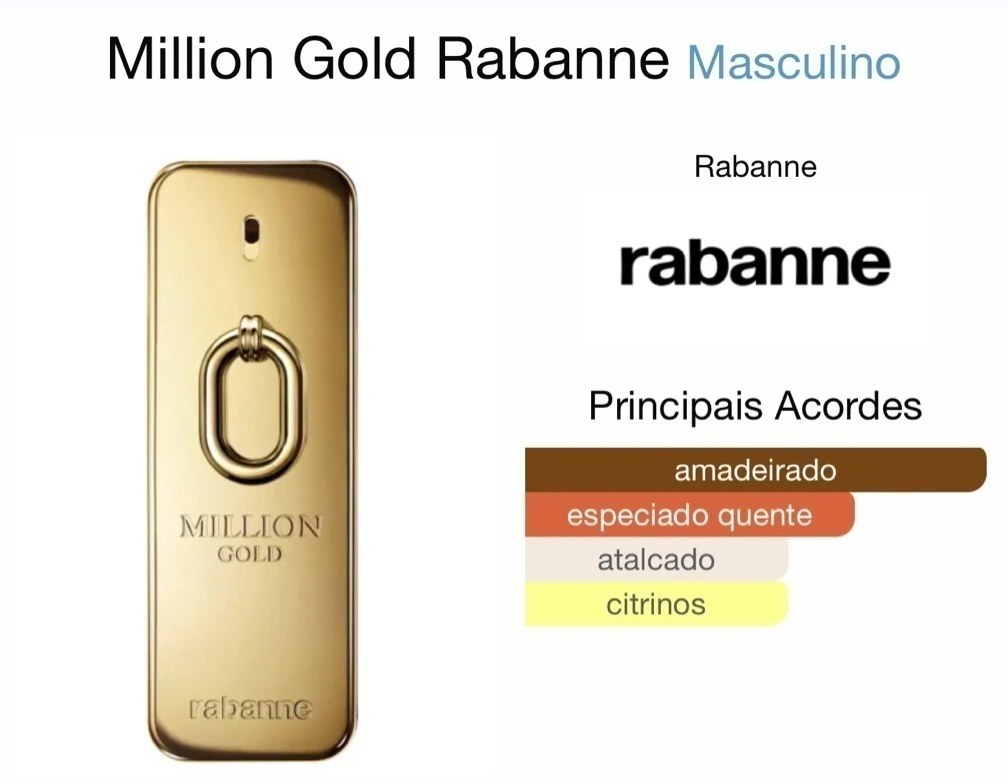 Million Gold Rabanne Masculino
Rabanne
rabanne
Principais Acordes
amadeirado
especiado quente
atalcado
citrinos
MILLION
GOLD
rabanne